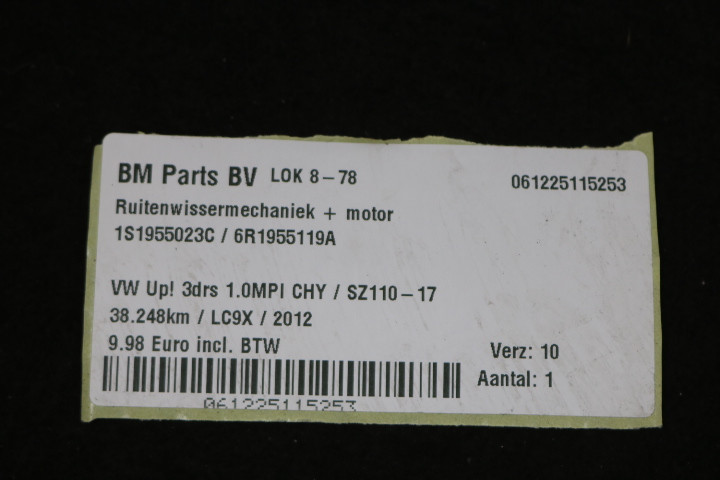 BM Parts BV LOK 8-78 061225115253
Ruitenwissermechaniek + motor
1S1955023C / 6R1955119A
VW Up! 3drs 1.0MPI CHY / SZ110-17
38.248km / LC9X / 2012
9.98 Euro incl. BTW
Verz: 10
Aantal: 1
061225115253